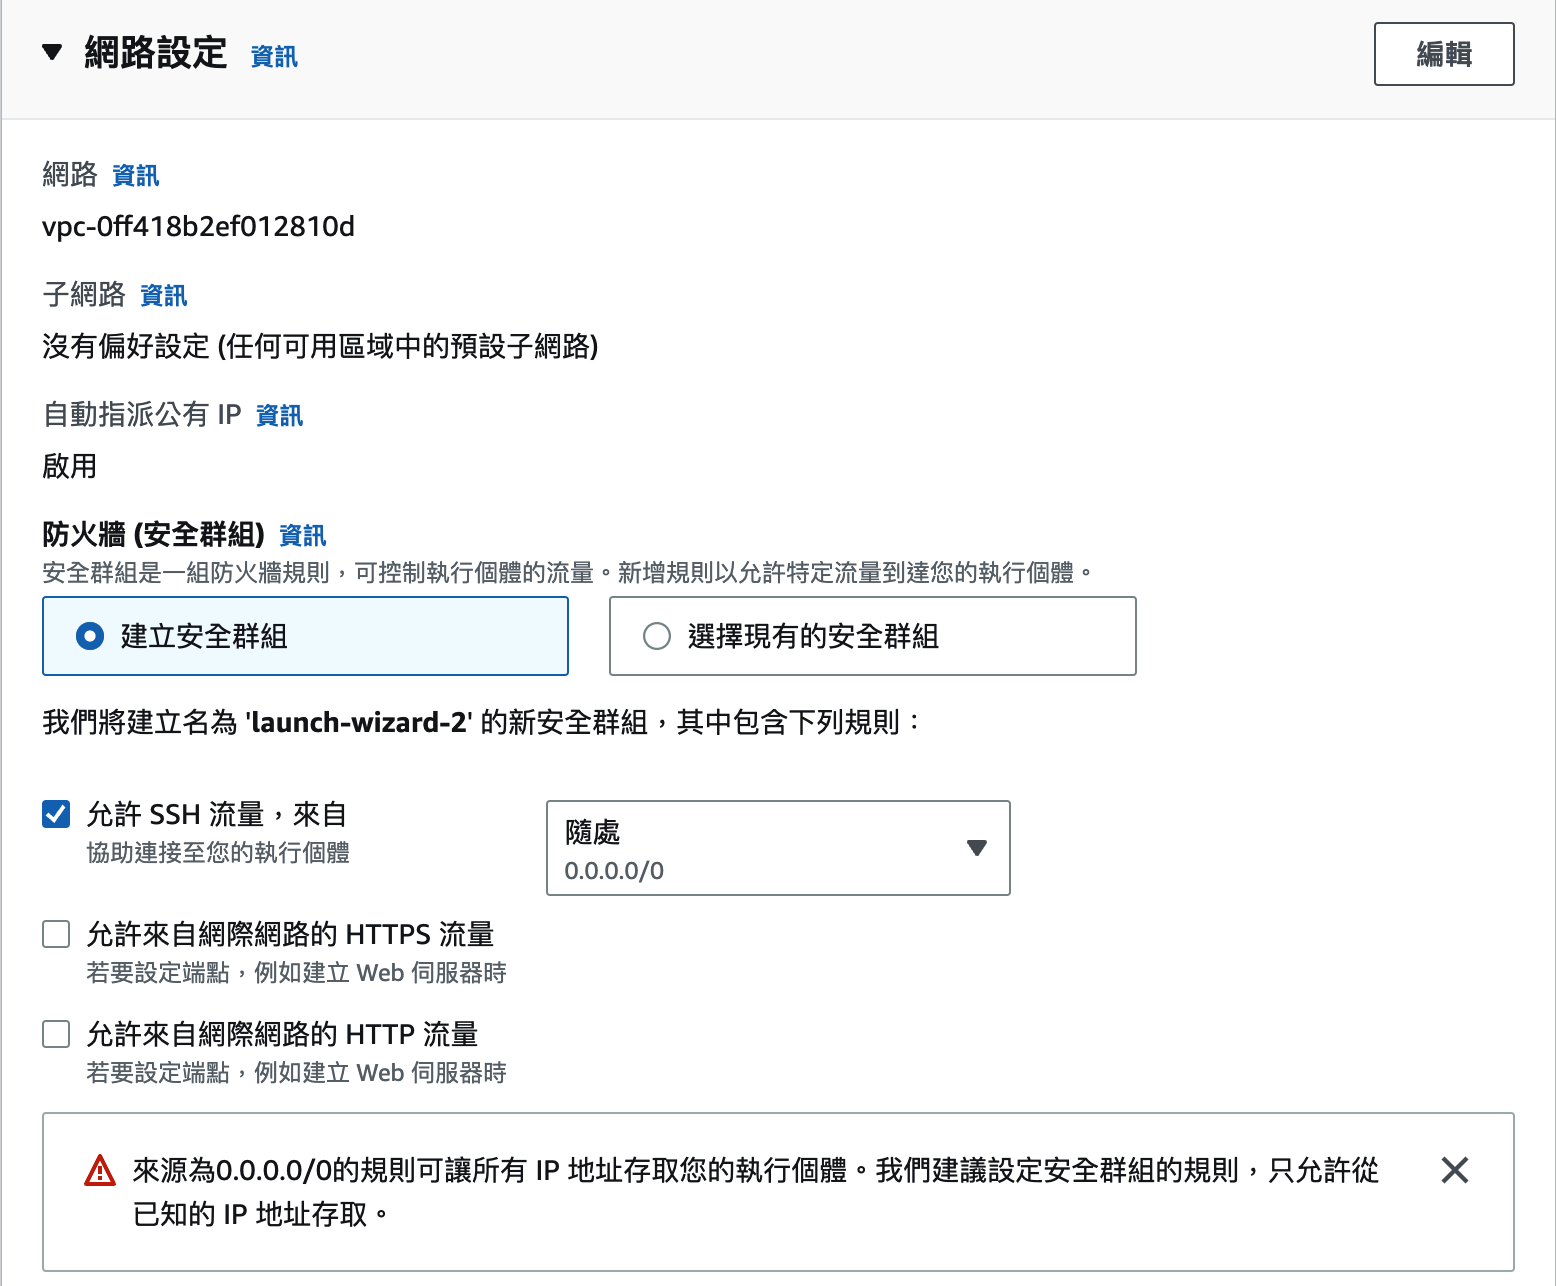 網路設定 資訊
編輯
網路 資訊
vpc-0ff418b2ef012810d
子網路 資訊
沒有偏好設定 (任何可用區域中的預設子網路)
自動指派公有 IP 資訊
啟用
防火牆 (安全群組) 資訊
安全群組是一組防火牆規則，可控制執行個體的流量。新增規則以允許特定流量到達您的執行個體。
建立安全群組
選擇現有的安全群組
我們將建立名為 'launch-wizard-2' 的新安全群組，其中包含下列規則：
允許 SSH 流量，來自
協助連接至您的執行個體
隨處
0.0.0.0/0
允許來自網際網路的 HTTPS 流量
若要設定端點，例如建立 Web 伺服器時
允許來自網際網路的 HTTP 流量
若要設定端點，例如建立 Web 伺服器時
來源為0.0.0.0/0的規則可讓所有 IP 地址存取您的執行個體。我們建議設定安全群組的規則，只允許從
已知的 IP 地址存取。